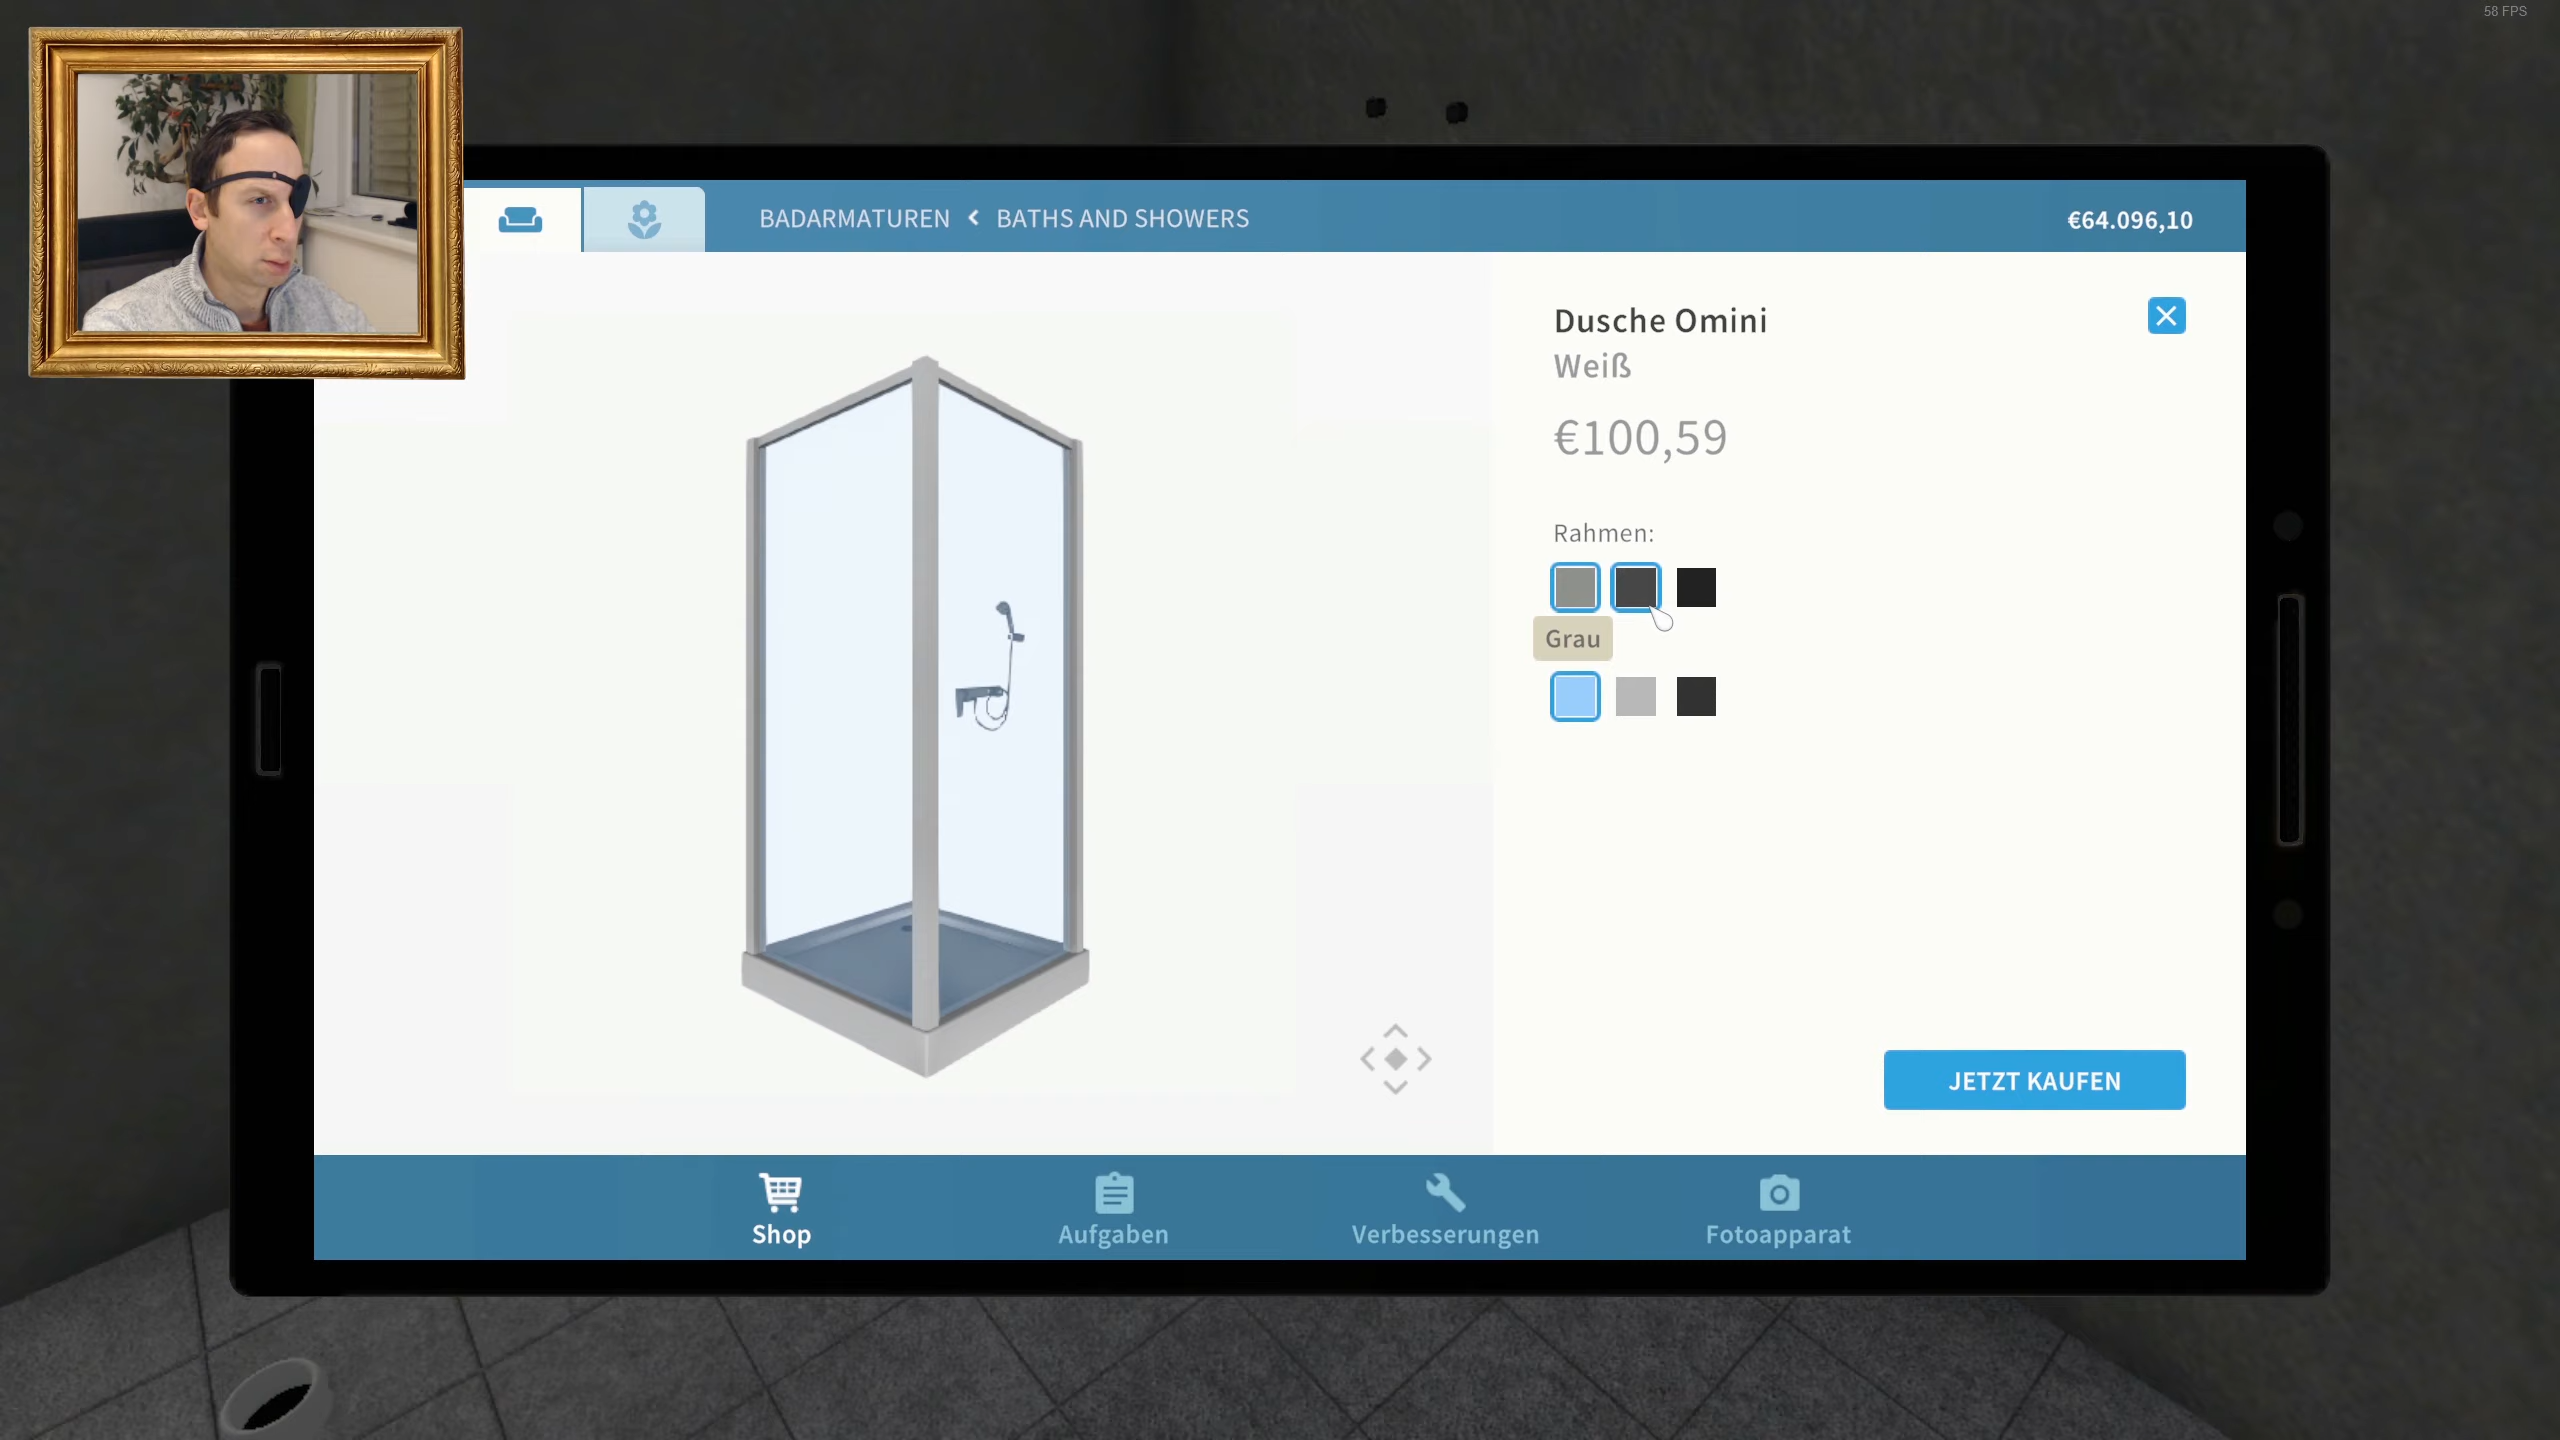 58 FPS
BADARMATUREN < BATHS AND SHOWERS
€64.096,10
Dusche Omini
Weiß
€100,59
Rahmen:
Grau
JETZT KAUFEN
Shop
Aufgaben
Verbesserungen
Fotoapparat